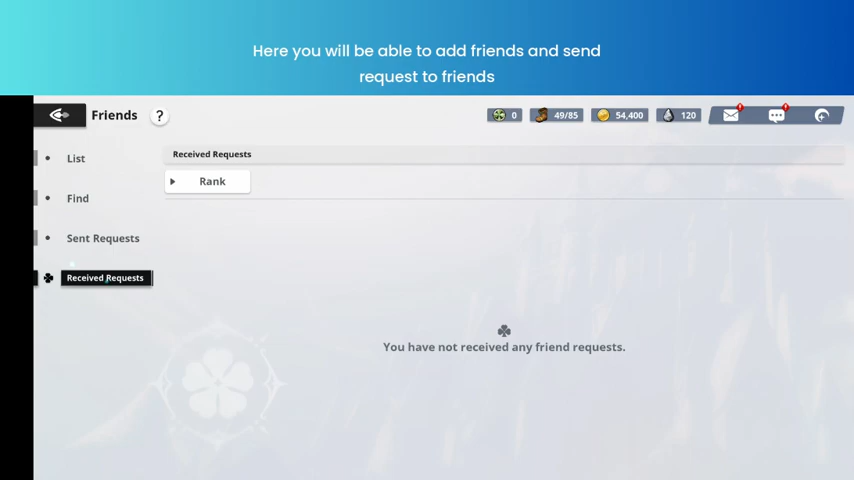 Here you will be able to add friends and send
request to friends
Friends ? 0 49/85 54,400 120
List
Find
Sent Requests
Received Requests
Received Requests
Rank
You have not received any friend requests.